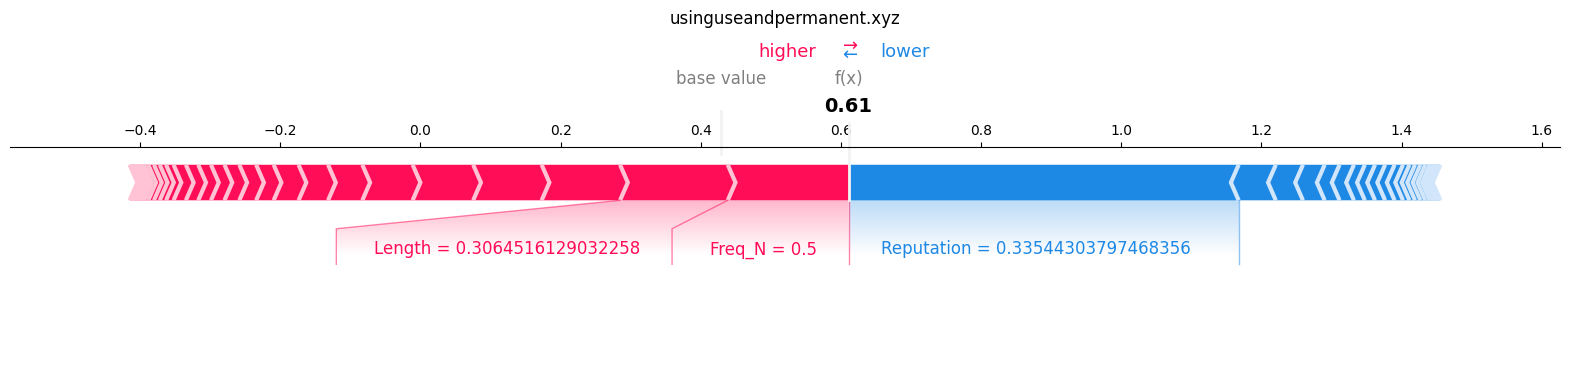 usinguseandpermanent.xyz
higher → ← lower
base value f(x)
0.61
−0.4 −0.2 0.0 0.2 0.4 0.6 0.8 1.0 1.2 1.4 1.6
Length = 0.3064516129032258 Freq_N = 0.5 Reputation = 0.33544303797468356